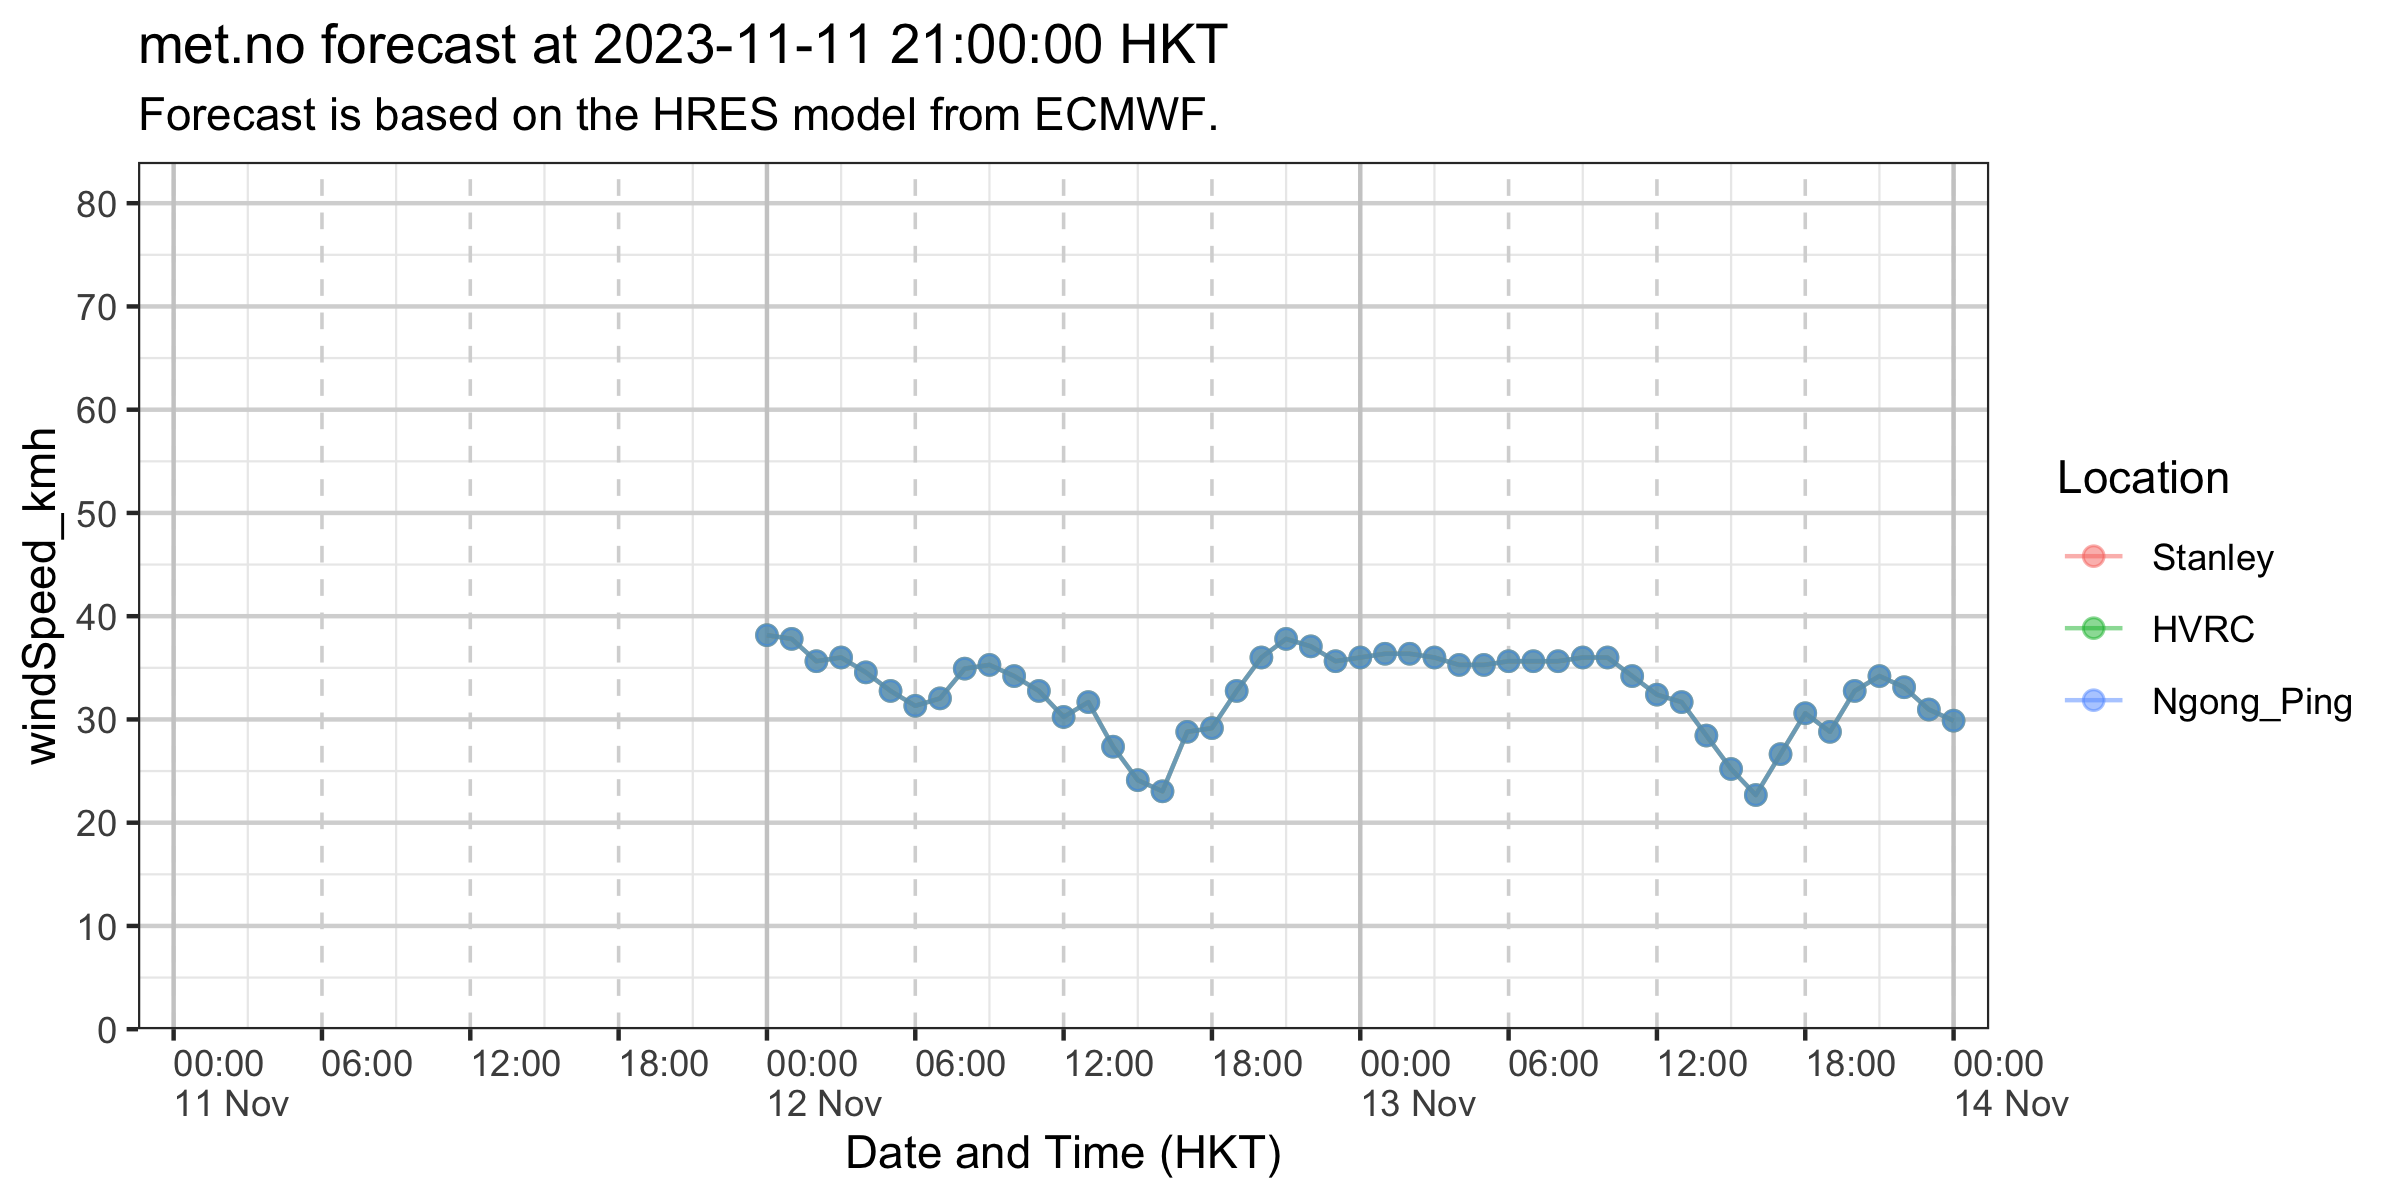 met.no forecast at 2023-11-11 21:00:00 HKT
Forecast is based on the HRES model from ECMWF.
windSpeed_kmh
80
70
60
50
40
30
20
10
0
00:00 06:00 12:00 18:00 00:00 06:00 12:00 18:00 00:00 06:00 12:00 18:00 00:00
11 Nov 12 Nov 13 Nov 14 Nov
Date and Time (HKT)
Location
Stanley
HVRC
Ngong_Ping